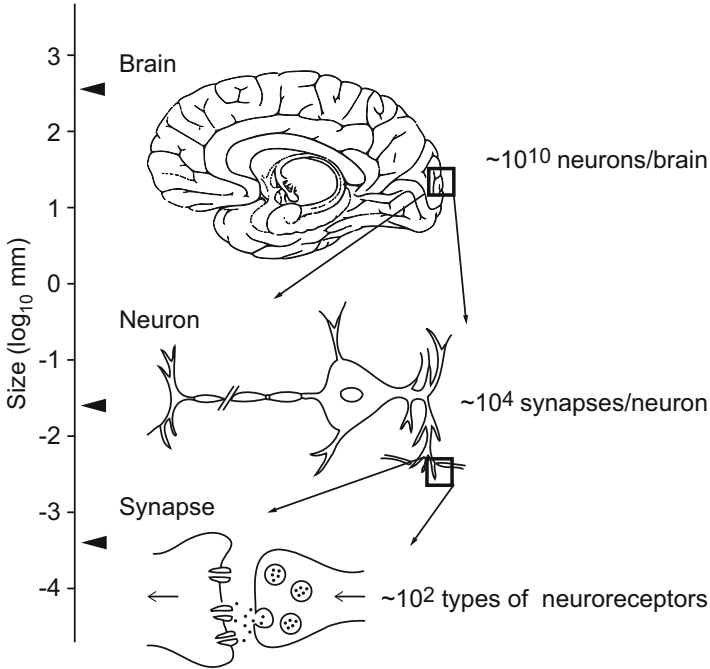 3
Brain
2
~10¹⁰ neurons/brain
1
0
Size (log₁₀ mm)
Neuron
-1
~10⁴ synapses/neuron
-2
Synapse
-3
-4
~10² types of neuroreceptors